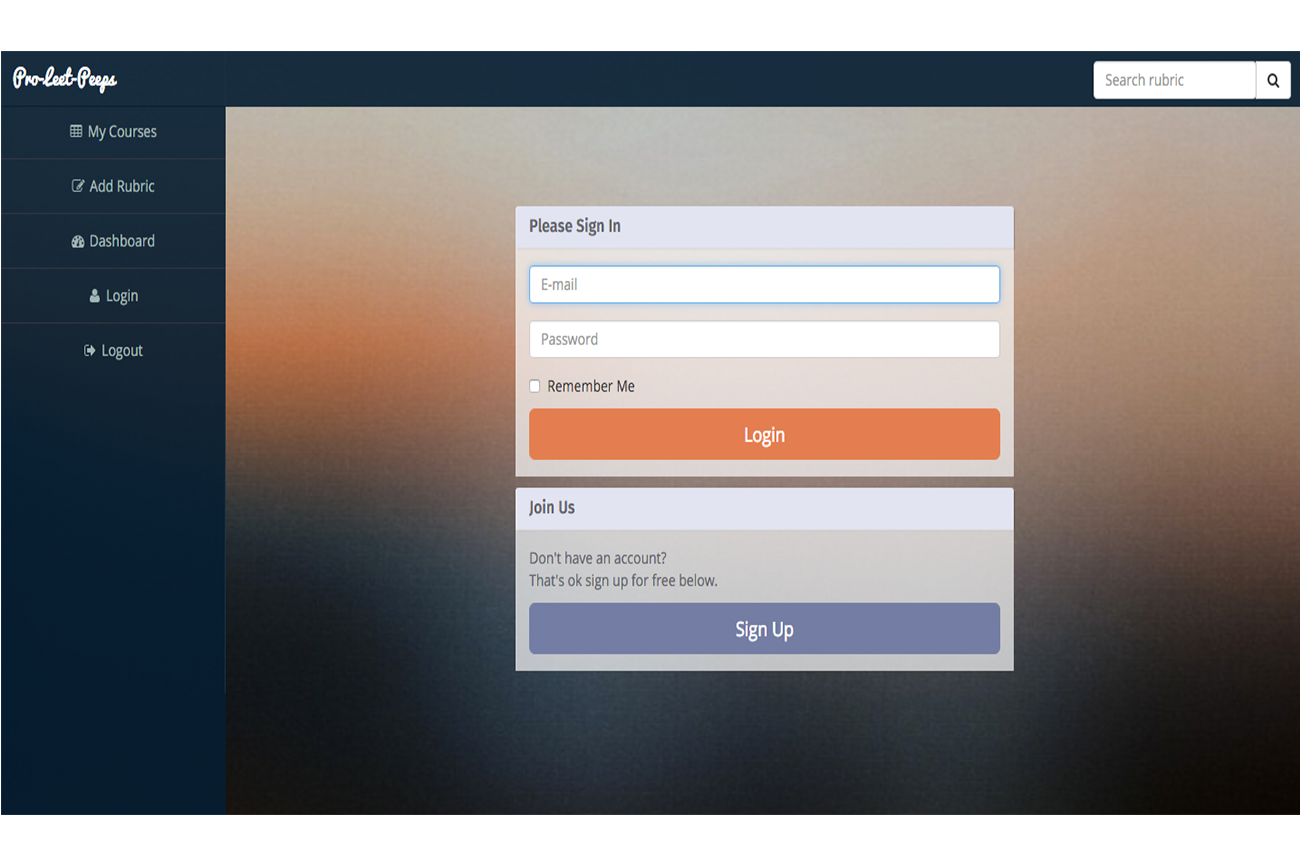 Pro-Leet-Peeps
Search rubric
My Courses
Add Rubric
Dashboard
Login
Logout
Please Sign In
E-mail
Password
Remember Me
Login
Join Us
Don't have an account?
That's ok sign up for free below.
Sign Up